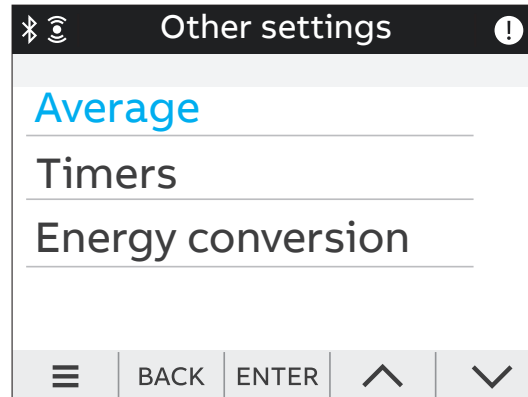 Other settings
Average
Timers
Energy conversion
BACK ENTER